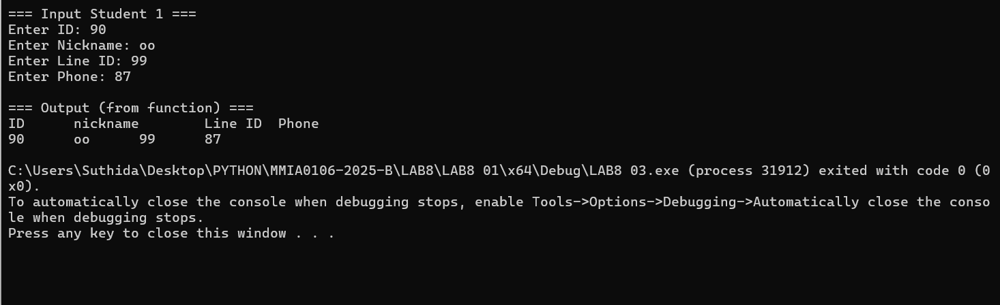 === Input Student 1 ===
Enter ID: 90
Enter Nickname: oo
Enter Line ID: 99
Enter Phone: 87
=== Output (from function) ===
ID      nickname        Line ID  Phone
90      oo      99      87
C:\Users\Suthida\Desktop\PYTHON\MMIA0106-2025-B\LAB8\LAB8 01\x64\Debug\LAB8 03.exe (process 31912) exited with code 0 (0
x0).
To automatically close the console when debugging stops, enable Tools->Options->Debugging->Automatically close the conso
le when debugging stops.
Press any key to close this window . . .